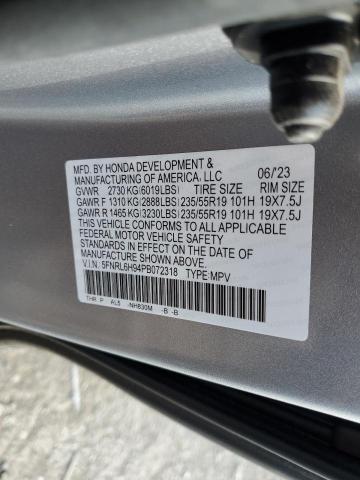 MFD. BY HONDA DEVELOPMENT &
MANUFACTURING OF AMERICA, LLC 06/'23
GVWR 2730 KG(6019LBS) TIRE SIZE RIM SIZE
GAWR F 1310 KG(2888LBS) 235/55R19 101H 19X7.5J
GAWR R 1465 KG(3230LBS) 235/55R19 101H 19X7.5J
THIS VEHICLE CONFORMS TO ALL APPLICABLE
FEDERAL MOTOR VEHICLE SAFETY
STANDARDS IN EFFECT ON THE DATE OF
MANUFACTURE SHOWN ABOVE.
V.I.N. 5FNRL6H94PB072318 TYPE: MPV
THR P AL5 NH830M -B -B